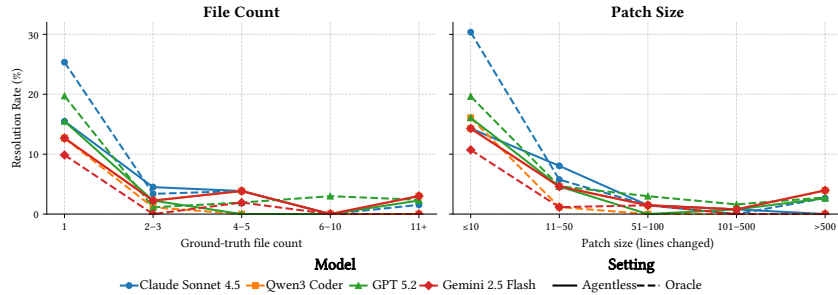 File Count
Patch Size
Resolution Rate (%)
30
20
10
0
1
2−3
4−5
6−10
11+
≤10
11−50
51−100
101−500
>500
Ground-truth file count
Patch size (lines changed)
Model
Setting
Claude Sonnet 4.5
Qwen3 Coder
GPT 5.2
Gemini 2.5 Flash
Agentless
Oracle